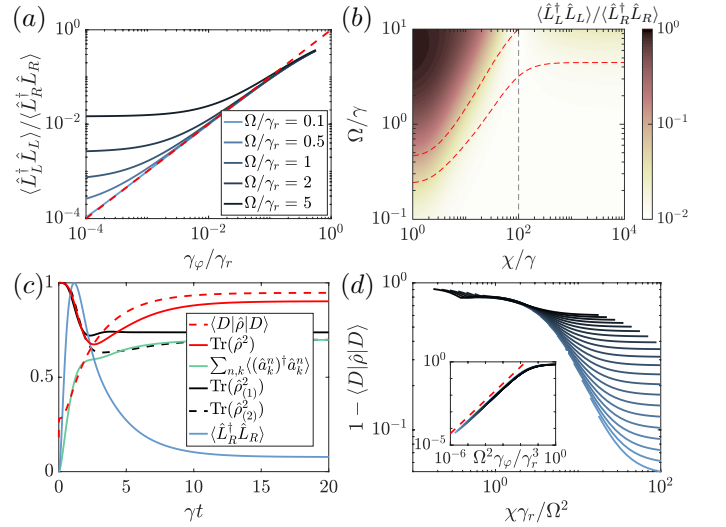 (a)
⟨L̂_L^† L̂_L⟩/⟨L̂_R^† L̂_R⟩
10^0
10^-2
10^-4
Ω/γ_r = 0.1
Ω/γ_r = 0.5
Ω/γ_r = 1
Ω/γ_r = 2
Ω/γ_r = 5
10^-4
10^-2
10^0
γ_φ/γ_r
(b)
⟨L̂_L^† L̂_L⟩/⟨L̂_R^† L̂_R⟩
Ω/γ
10^1
10^0
10^-1
10^0
10^2
10^4
χ/γ
10^0
10^-1
10^-2
(c)
1
0.5
0
⟨D|ρ̂|D⟩
Tr(ρ̂^2)
∑_{n,k}⟨(â_k^n)^† â_k^n⟩
Tr(ρ̂_(1)^2)
Tr(ρ̂_(2)^2)
⟨L̂_R^† L̂_R⟩
0
5
10
15
20
γt
(d)
1 − ⟨D|ρ̂|D⟩
10^0
10^-1
10^0
10^-5
10^-6
Ω^2γ_φ/γ_r^3
10^0
10^0
10^1
10^2
χγ_r/Ω^2